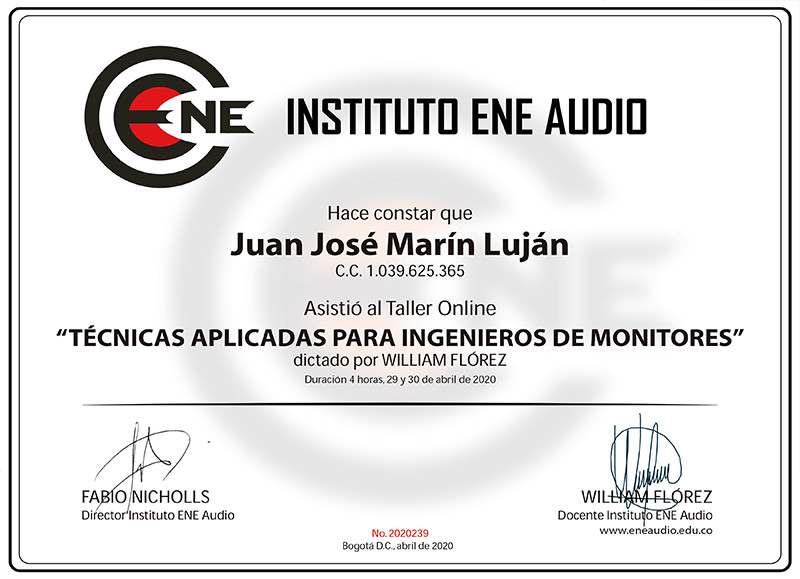 ENE INSTITUTO ENE AUDIO
Hace constar que
Juan José Marín Luján
C.C. 1.039.625.365
Asistió al Taller Online
“TÉCNICAS APLICADAS PARA INGENIEROS DE MONITORES”
dictado por WILLIAM FLÓREZ
Duración 4 horas, 29 y 30 de abril de 2020
FABIO NICHOLLS
Director Instituto ENE Audio
WILLIAM FLÓREZ
Docente Instituto ENE Audio
www.eneaudio.edu.co
No. 2020239
Bogotá D.C., abril de 2020